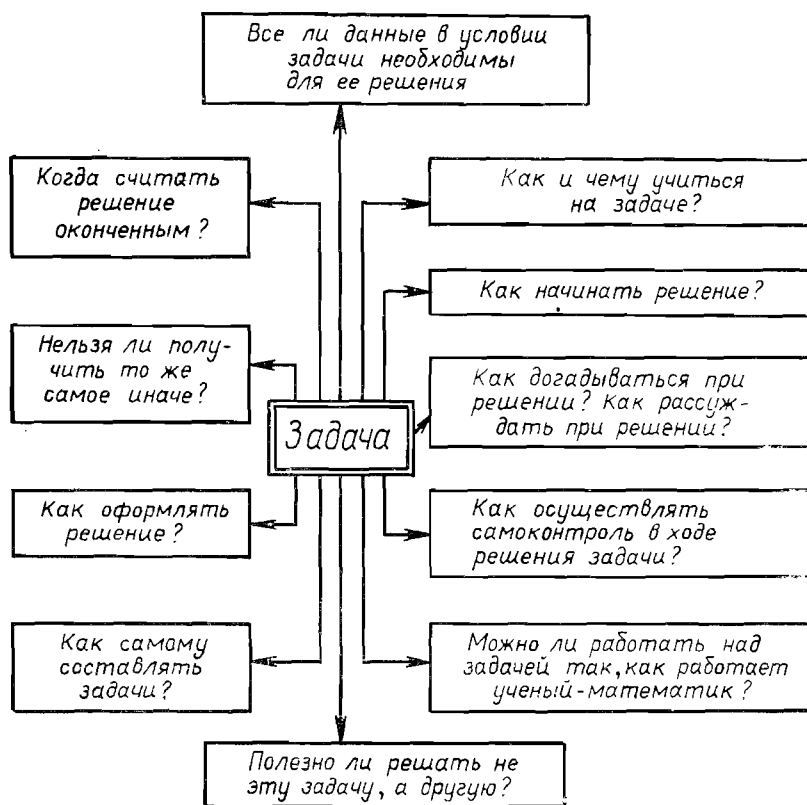 Все ли данные в условии
задачи необходимы
для ее решения
Когда считать
решение
оконченным?
Как и чему учиться
на задаче?
Как начинать решение?
Нельзя ли полу-
чить то же
самое иначе?
Как догадываться при
решении? Как рассуж-
дать при решении?
Задача
Как оформлять
решение?
Как осуществлять
самоконтроль в ходе
решения задачи?
Как самому
составлять
задачи?
Можно ли работать над
задачей так, как работает
ученый-математик?
Полезно ли решать не
эту задачу, а другую?